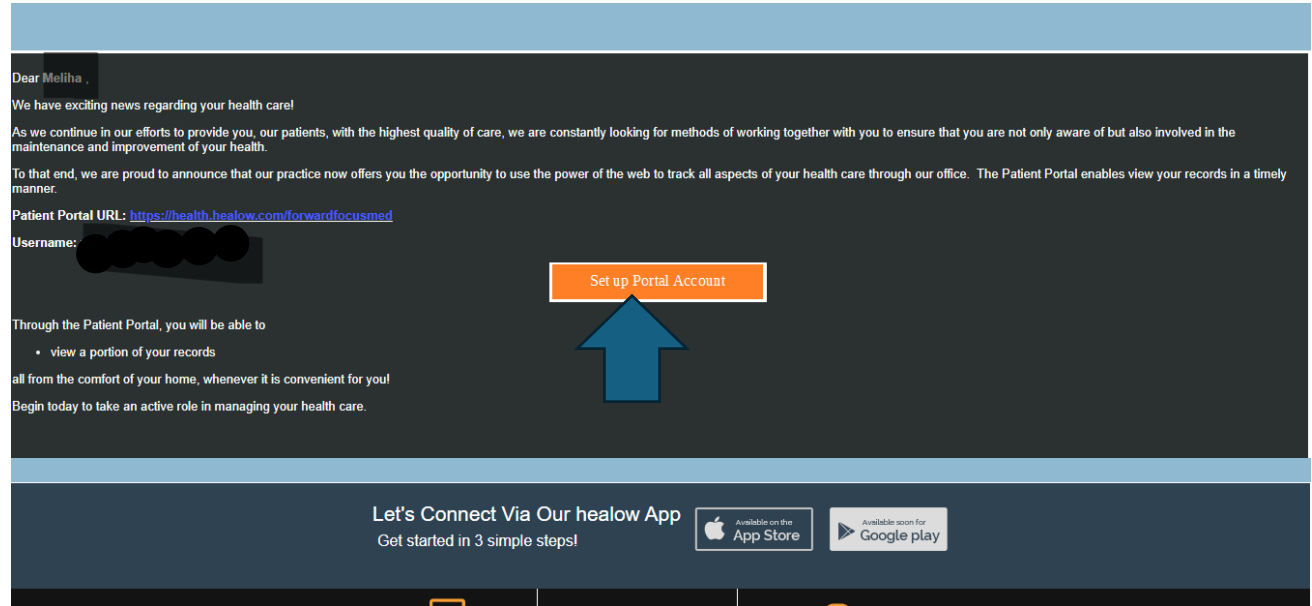 Dear Meliha ,
We have exciting news regarding your health care!
As we continue in our efforts to provide you, our patients, with the highest quality of care, we are constantly looking for methods of working together with you to ensure that you are not only aware of but also involved in the
maintenance and improvement of your health.
To that end, we are proud to announce that our practice now offers you the opportunity to use the power of the web to track all aspects of your health care through our office.  The Patient Portal enables view your records in a timely
manner.
Patient Portal URL: https://health.healow.com/forwardfocusmed
Username:
Set up Portal Account
Through the Patient Portal, you will be able to
• view a portion of your records
all from the comfort of your home, whenever it is convenient for you!
Begin today to take an active role in managing your health care.
Let's Connect Via Our healow App
Get started in 3 simple steps!
Available on the
App Store
Available soon for
Google play